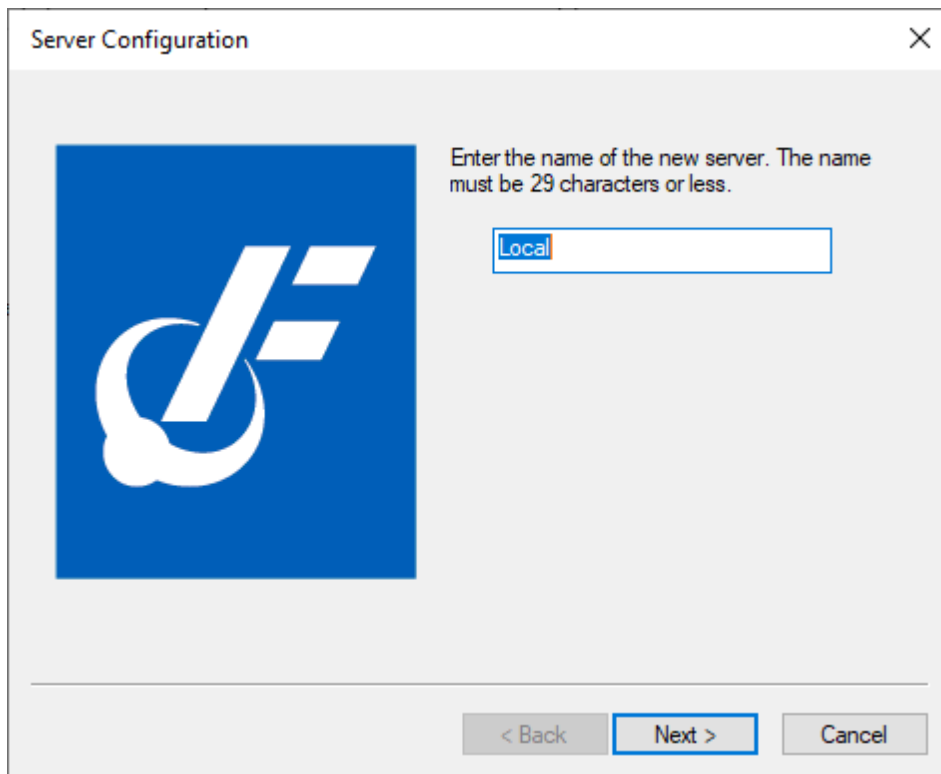 Server Configuration
Enter the name of the new server. The name
must be 29 characters or less.
Local
< Back
Next >
Cancel